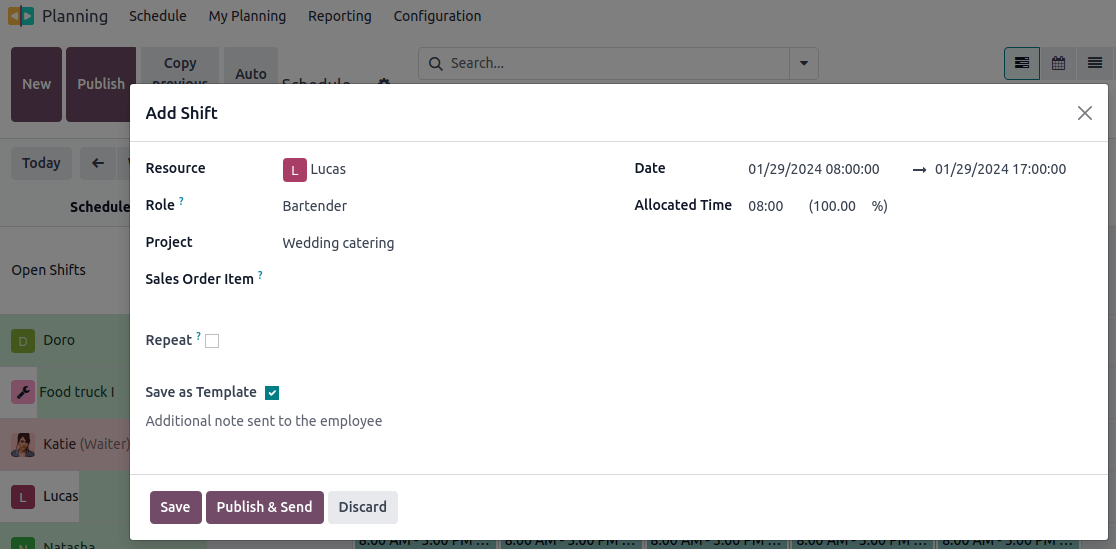 Planning Schedule My Planning Reporting Configuration
New Publish Copy previous Auto Schedule Search...
Add Shift
Today
Resource L Lucas Date 01/29/2024 08:00:00 → 01/29/2024 17:00:00
Schedule
Role ? Bartender Allocated Time 08:00 (100.00 %)
Project Wedding catering
Open Shifts
Sales Order Item ?
D Doro
Repeat ?
Food truck I
Save as Template
Additional note sent to the employee
Katie (Waiter)
L Lucas
Save Publish & Send Discard
N Natasha
8:00 AM - 5:00 PM ... 8:00 AM - 5:00 PM ... 8:00 AM - 5:00 PM ... 8:00 AM - 5:00 PM ... 8:00 AM - 5:00 PM ...